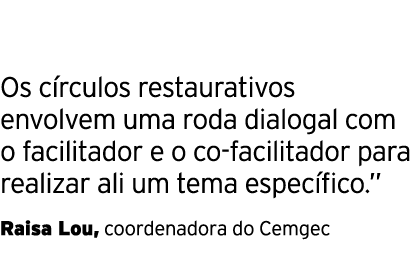 Os círculos restaurativos
envolvem uma roda dialogal com
o facilitador e o co-facilitador para
realizar ali um tema específico.”
Raisa Lou, coordenadora do Cemgec